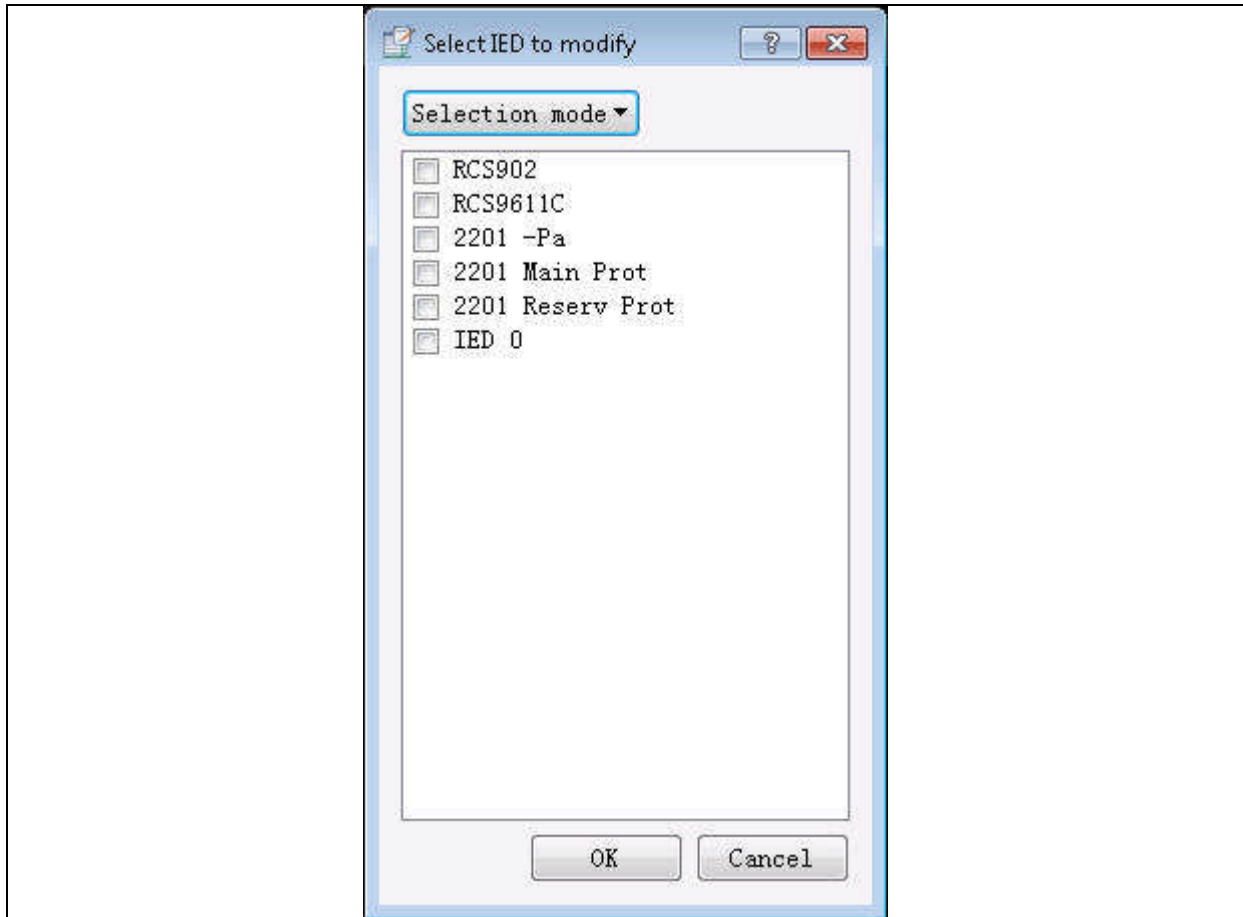 Select IED to modify
Selection mode
RCS902
RCS9611C
2201 -Pa
2201 Main Prot
2201 Reserv Prot
IED 0
OK Cancel